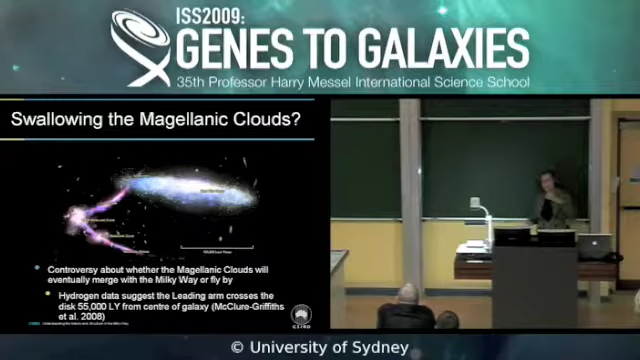 ISS2009:
GENES TO GALAXIES
35th Professor Harry Messel International Science School
Swallowing the Magellanic Clouds?
Controversy about whether the Magellanic Clouds will
eventually merge with the Milky Way or fly by
Hydrogen data suggest the Leading arm crosses the
disk 55,000 LY from centre of galaxy (McClure-Griffiths
et al. 2008)
CSIRO
© University of Sydney